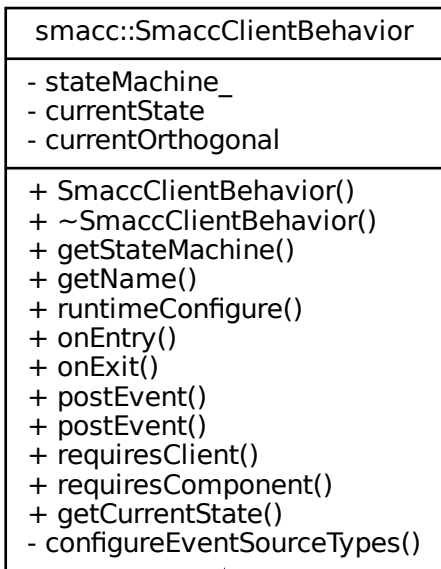 smacc::SmaccClientBehavior
- stateMachine_
- currentState
- currentOrthogonal
+ SmaccClientBehavior()
+ ~SmaccClientBehavior()
+ getStateMachine()
+ getName()
+ runtimeConfigure()
+ onEntry()
+ onExit()
+ postEvent()
+ postEvent()
+ requiresClient()
+ requiresComponent()
+ getCurrentState()
- configureEventSourceTypes()